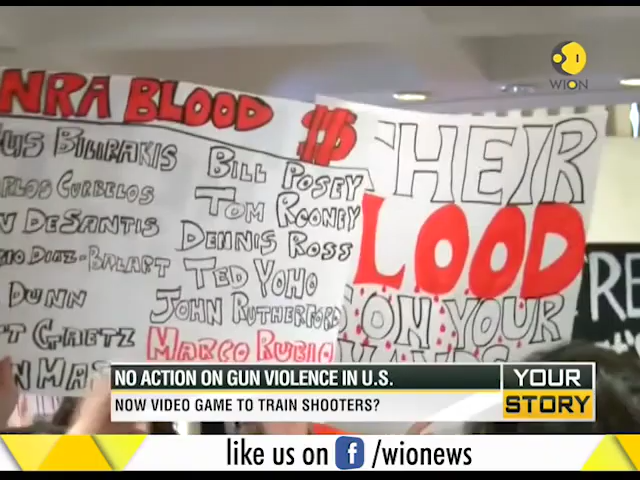 WION
NRA BLOOD $
US BILIRAKIS
BILL POSEY
CURBELOS
TOM ROONEY
DESANTIS
DENNIS ROSS
DIAZ-BALART
TED YOHO
DUNN
JOHN RUTHERFORD
GAETZ
MARCO RUBIO
HEIR
BLOOD
ON YOUR
NO ACTION ON GUN VIOLENCE IN U.S.
NOW VIDEO GAME TO TRAIN SHOOTERS?
YOUR
STORY
like us on f /wionews